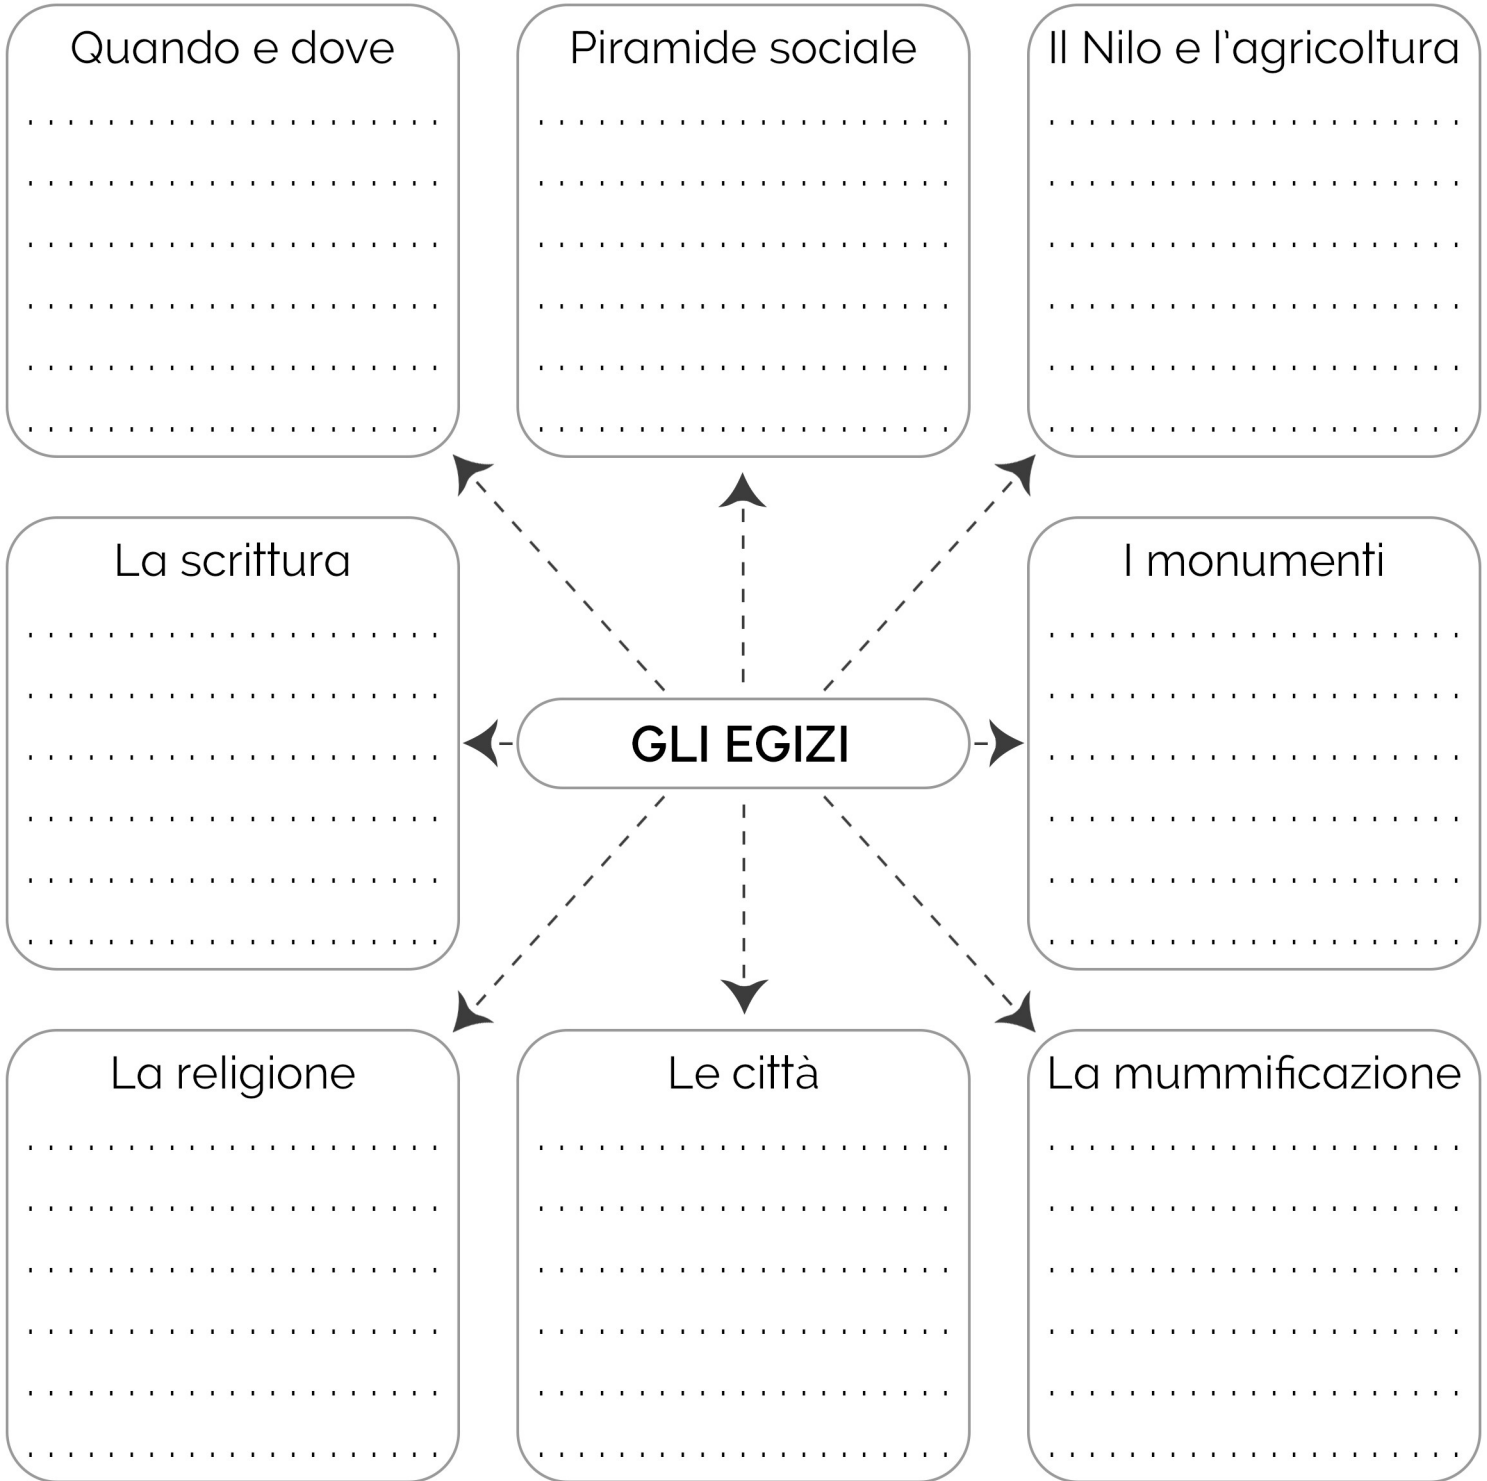 Quando e dove
Piramide sociale
Il Nilo e l'agricoltura
La scrittura
I monumenti
GLI EGIZI
La religione
Le città
La mummificazione